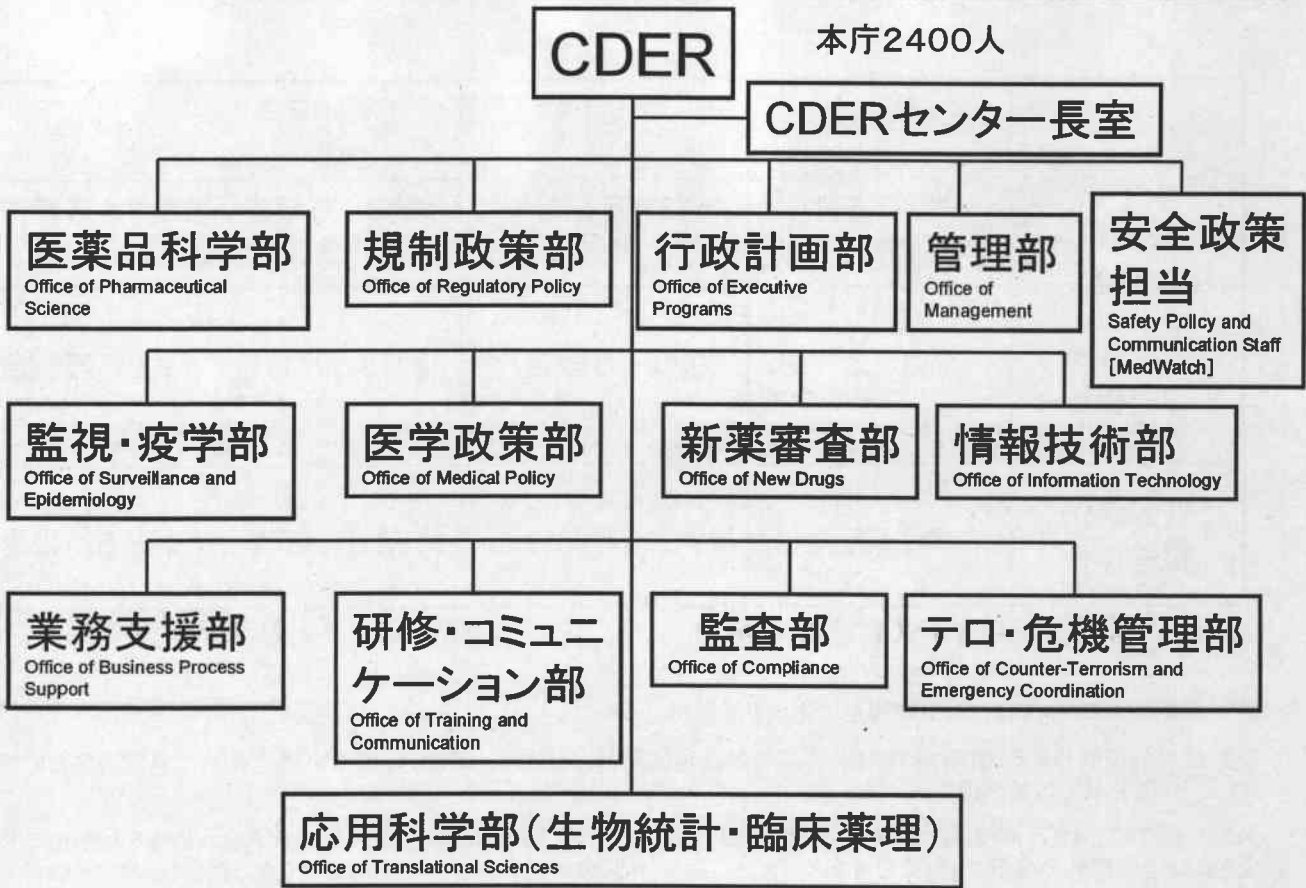 CDER
本庁2400人
CDERセンター長室
医薬品科学部
Office of Pharmaceutical
Science
規制政策部
Office of Regulatory Policy
行政計画部
Office of Executive
Programs
管理部
Office of
Management
安全政策
担当
Safety Policy and
Communication Staff
[MedWatch]
監視・疫学部
Office of Surveillance and
Epidemiology
医学政策部
Office of Medical Policy
新薬審査部
Office of New Drugs
情報技術部
Office of Information Technology
業務支援部
Office of Business Process
Support
研修・コミュニ
ケーション部
Office of Training and
Communication
監査部
Office of Compliance
テロ・危機管理部
Office of Counter-Terrorism and
Emergency Coordination
応用科学部(生物統計・臨床薬理)
Office of Translational Sciences